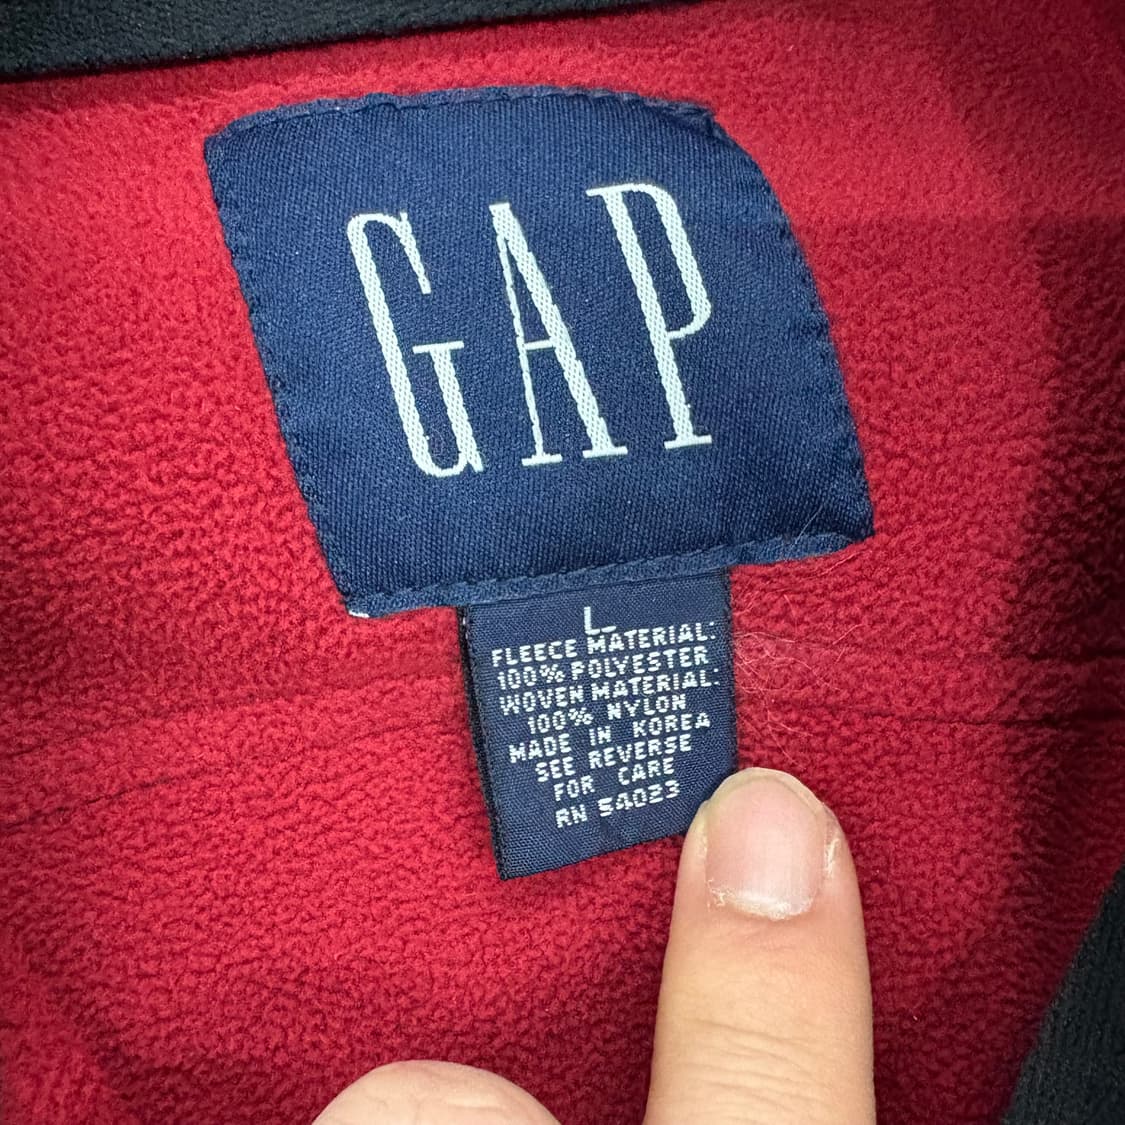 GAP
L
FLEECE MATERIAL:
100% POLYESTER
WOVEN MATERIAL:
100% NYLON
MADE IN KOREA
SEE REVERSE
FOR CARE
RN 54023